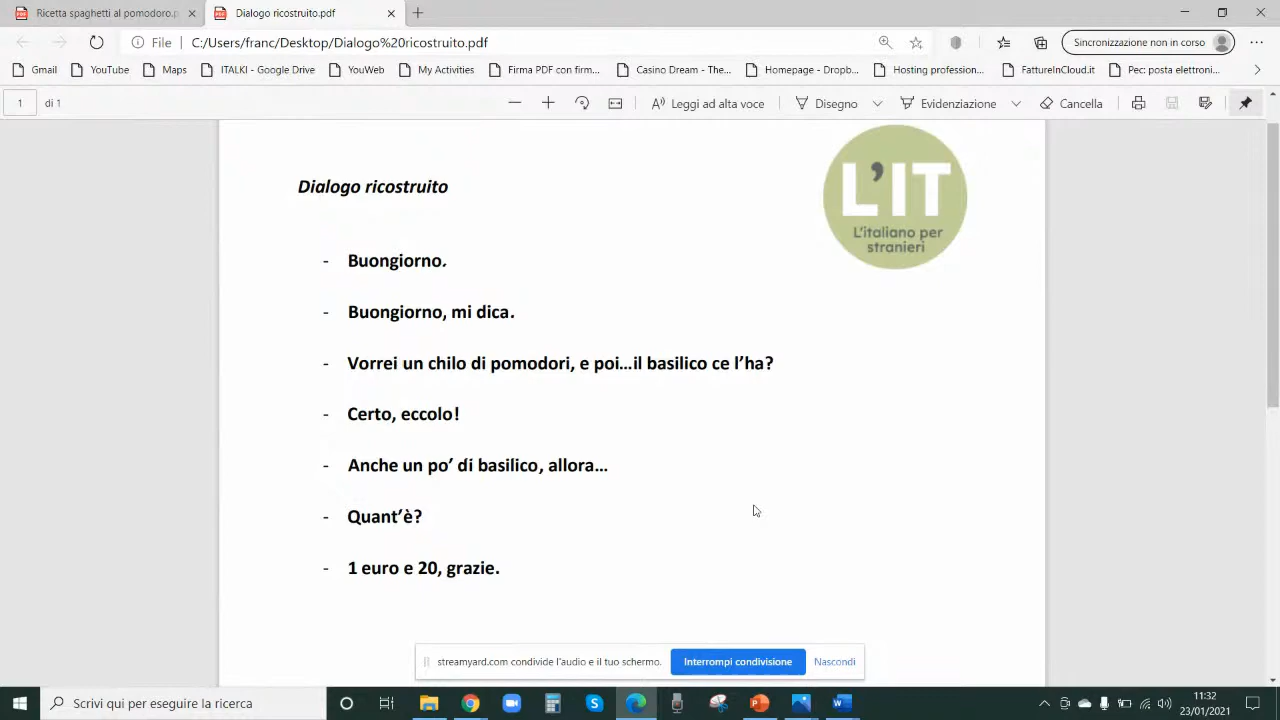 Ricetta spaghetti al pomodoro.p
Dialogo ricostruito.pdf
File
C:/Users/franc/Desktop/Dialogo%20ricostruito.pdf
Sincronizzazione non in corso
Gmail
YouTube
Maps
ITALKI - Google Drive
YouWeb
My Activities
Firma PDF con firm...
Casino Dream - The...
Homepage - Dropb...
Hosting profession...
FattureInCloud.it
Pec: posta elettroni...
1 di 1
Leggi ad alta voce
Disegno
Evidenziazione
Cancella
L'IT
L'italiano per
stranieri
Dialogo ricostruito
- Buongiorno.
- Buongiorno, mi dica.
- Vorrei un chilo di pomodori, e poi…il basilico ce l’ha?
- Certo, eccolo!
- Anche un po’ di basilico, allora…
- Quant’è?
- 1 euro e 20, grazie.
streamyard.com condivide l'audio e il tuo schermo.
Interrompi condivisione
Nascondi
Scrivi qui per eseguire la ricerca
11:32
23/01/2021